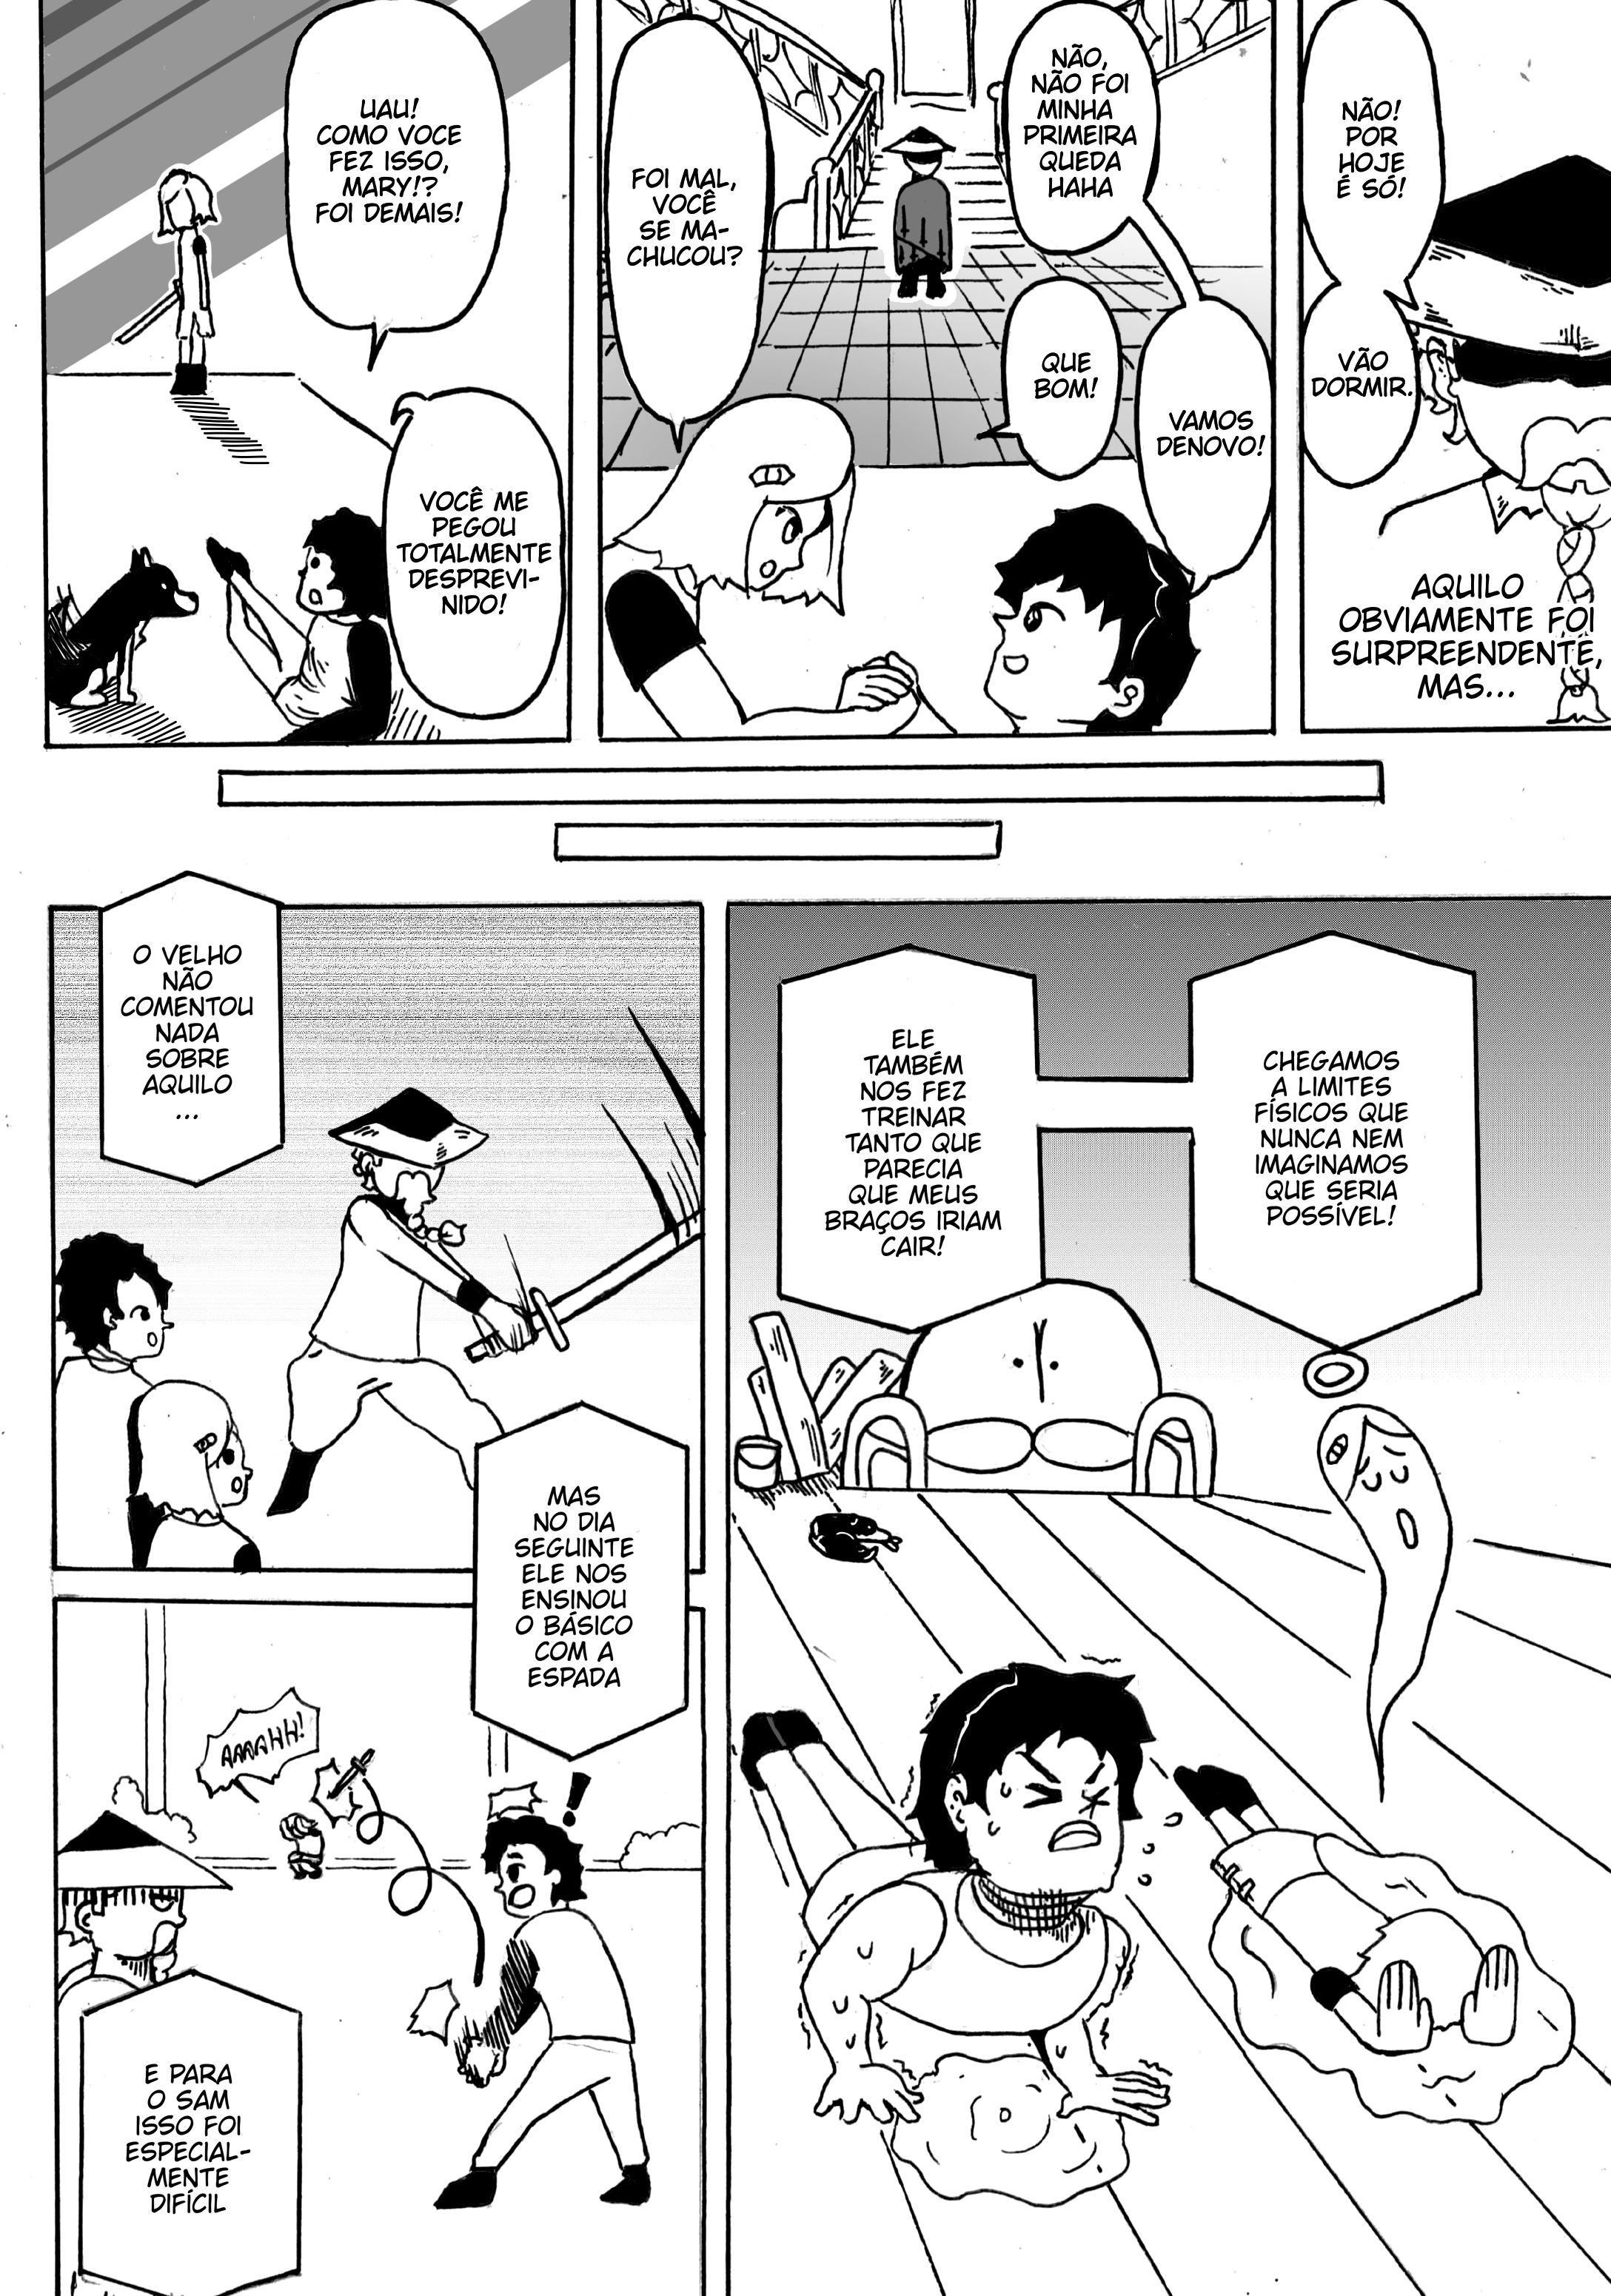 UAU!
COMO VOCE
FEZ ISSO,
MARY!?
FOI DEMAIS!
VOCÊ ME
PEGOU
TOTALMENTE
DESPREVI-
NIDO!
FOI MAL,
VOCÊ
SE MA-
CHUCOU?
NÃO,
NÃO FOI
MINHA
PRIMEIRA
QUEDA
HAHA
QUE
BOM!
VAMOS
DENOVO!
NÃO!
POR
HOJE
É SÓ!
VÃO
DORMIR.
AQUILO
OBVIAMENTE FOI
SURPREENDENTE,
MAS...
O VELHO
NÃO
COMENTOU
NADA
SOBRE
AQUILO
...
MAS
NO DIA
SEGUINTE
ELE NOS
ENSINOU
O BÁSICO
COM A
ESPADA
AAAAHH!
!
E PARA
O SAM
ISSO FOI
ESPECIAL-
MENTE
DIFÍCIL
ELE
TAMBÉM
NOS FEZ
TREINAR
TANTO QUE
PARECIA
QUE MEUS
BRAÇOS IRIAM
CAIR!
CHEGAMOS
A LIMITES
FÍSICOS QUE
NUNCA NEM
IMAGINAMOS
QUE SERIA
POSSÍVEL!